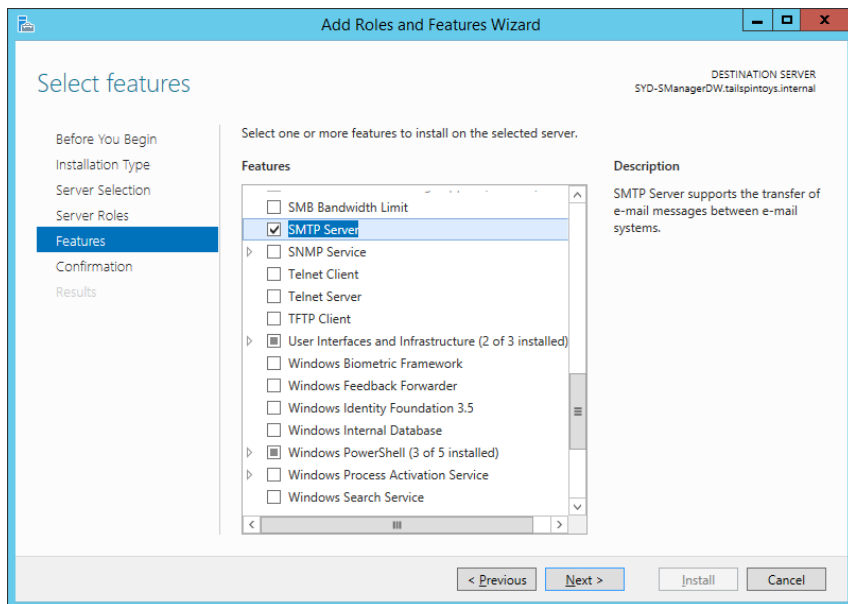 Add Roles and Features Wizard
Select features
DESTINATION SERVER
SYD-SManagerDW.tailspintoys.internal
Before You Begin
Installation Type
Server Selection
Server Roles
Features
Confirmation
Results
Select one or more features to install on the selected server.
Features
SMB Bandwidth Limit
SMTP Server
SNMP Service
Telnet Client
Telnet Server
TFTP Client
User Interfaces and Infrastructure (2 of 3 installed)
Windows Biometric Framework
Windows Feedback Forwarder
Windows Identity Foundation 3.5
Windows Internal Database
Windows PowerShell (3 of 5 installed)
Windows Process Activation Service
Windows Search Service
Description
SMTP Server supports the transfer of
e-mail messages between e-mail
systems.
< Previous
Next >
Install
Cancel